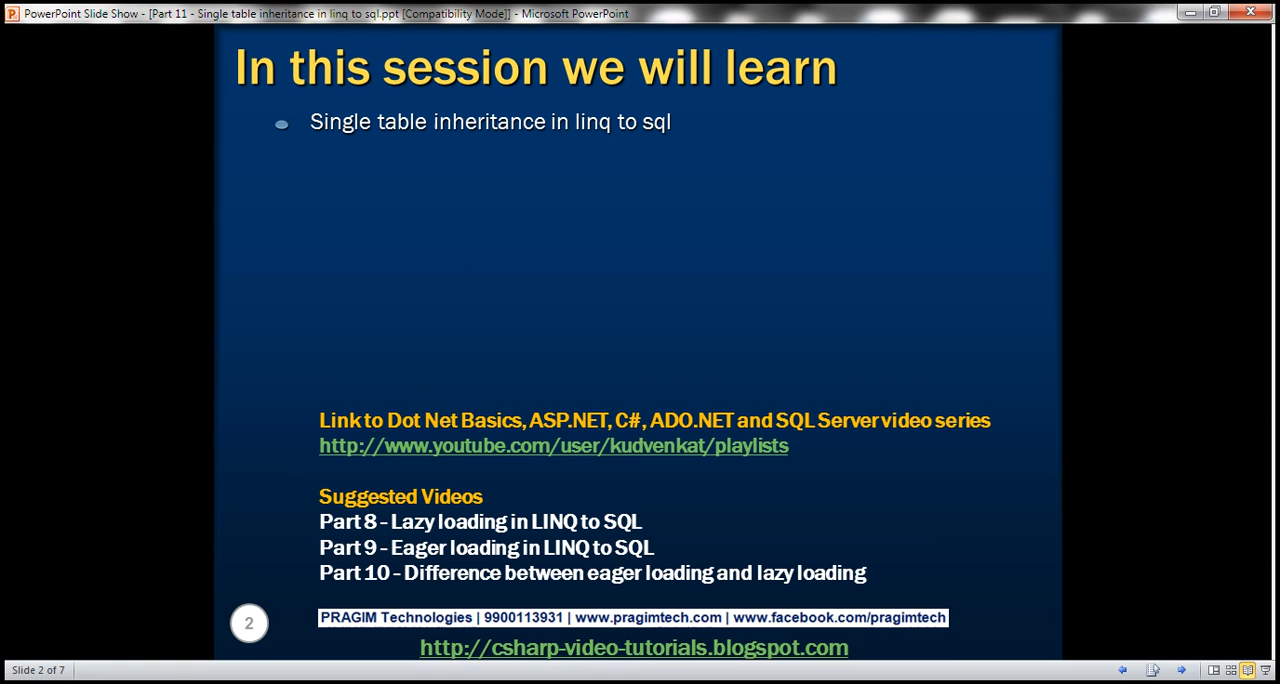 PowerPoint Slide Show - [Part 11 - Single table inheritance in linq to sql.ppt [Compatibility Mode]] - Microsoft PowerPoint
In this session we will learn
Single table inheritance in linq to sql
Link to Dot Net Basics, ASP.NET, C#, ADO.NET and SQL Server video series
http://www.youtube.com/user/kudvenkat/playlists
Suggested Videos
Part 8 - Lazy loading in LINQ to SQL
Part 9 - Eager loading in LINQ to SQL
Part 10 - Difference between eager loading and lazy loading
2
PRAGIM Technologies | 9900113931 | www.pragimtech.com | www.facebook.com/pragimtech
http://csharp-video-tutorials.blogspot.com
Slide 2 of 7